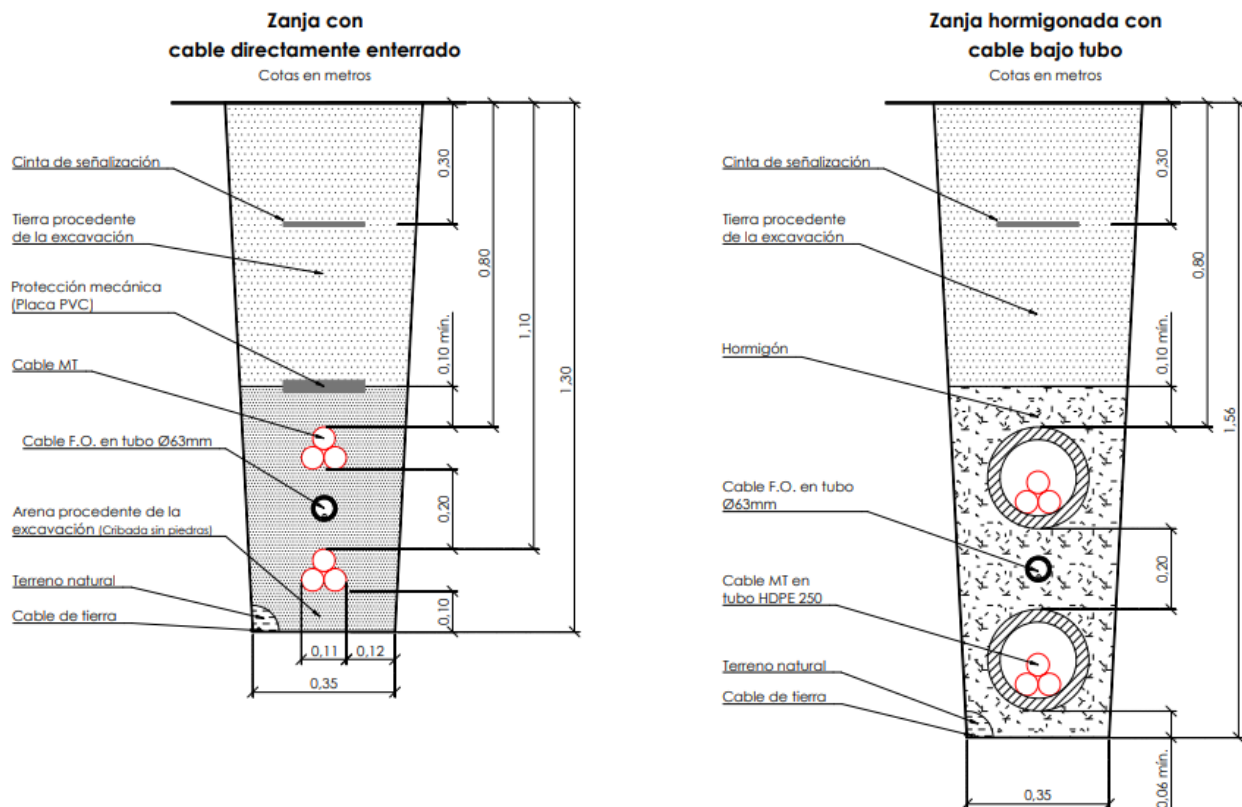 Zanja con
cable directamente enterrado
Cotas en metros
Cinta de señalización
Tierra procedente
de la excavación
Protección mecánica
(Placa PVC)
Cable MT
Cable F.O. en tubo Ø63mm
Arena procedente de la
excavación (Cribada sin piedras)
Terreno natural
Cable de tierra
0,30
0,80
0,10 mín.
1,10
1,30
0,20
0,10
0,11
0,12
0,35
Zanja hormigonada con
cable bajo tubo
Cotas en metros
Cinta de señalización
Tierra procedente
de la excavación
Hormigón
Cable F.O. en tubo
Ø63mm
Cable MT en
tubo HDPE 250
Terreno natural
Cable de tierra
0,30
0,80
0,10 mín.
1,56
0,20
0,06 mín.
0,35